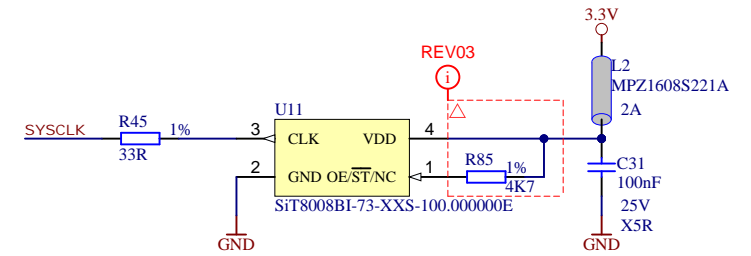 3.3V
REV03
i
L2
MPZ1608S221A
2A
U11
R45
1%
SYSCLK
33R
3
CLK
VDD
4
2
GND
OE/ST/NC
1
R85
1%
4K7
C31
100nF
25V
X5R
SiT8008BI-73-XXS-100.000000E
GND
GND